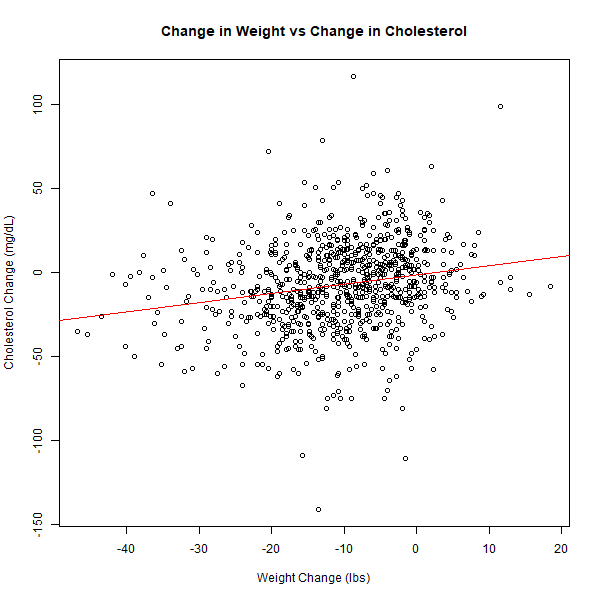 Change in Weight vs Change in Cholesterol
Cholesterol Change (mg/dL)
100
50
0
-50
-100
-150
-40 -30 -20 -10 0 10 20
Weight Change (lbs)